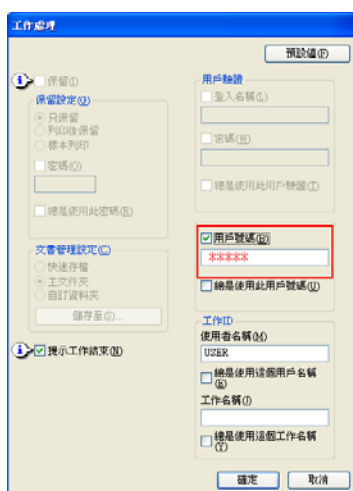 工作處理
預設值(F)
保留(I)
保留設定(Q)
只保留
列印後保留
樣本列印
密碼(O)
總是使用此密碼(R)
文書管理設定(C)
快速存檔
主文件夾
自訂資料夾
儲存至(S)...
提示工作結束(N)
用戶驗證
登入名稱(L)
密碼(W)
總是使用此用戶驗證(T)
用戶號碼(B)
*****
總是使用此用戶號碼(U)
工作ID
使用者名稱(M)
USER
總是使用這個用戶名稱
(E)
工作名稱(J)
總是使用這個工作名稱
(Y)
確定
取消